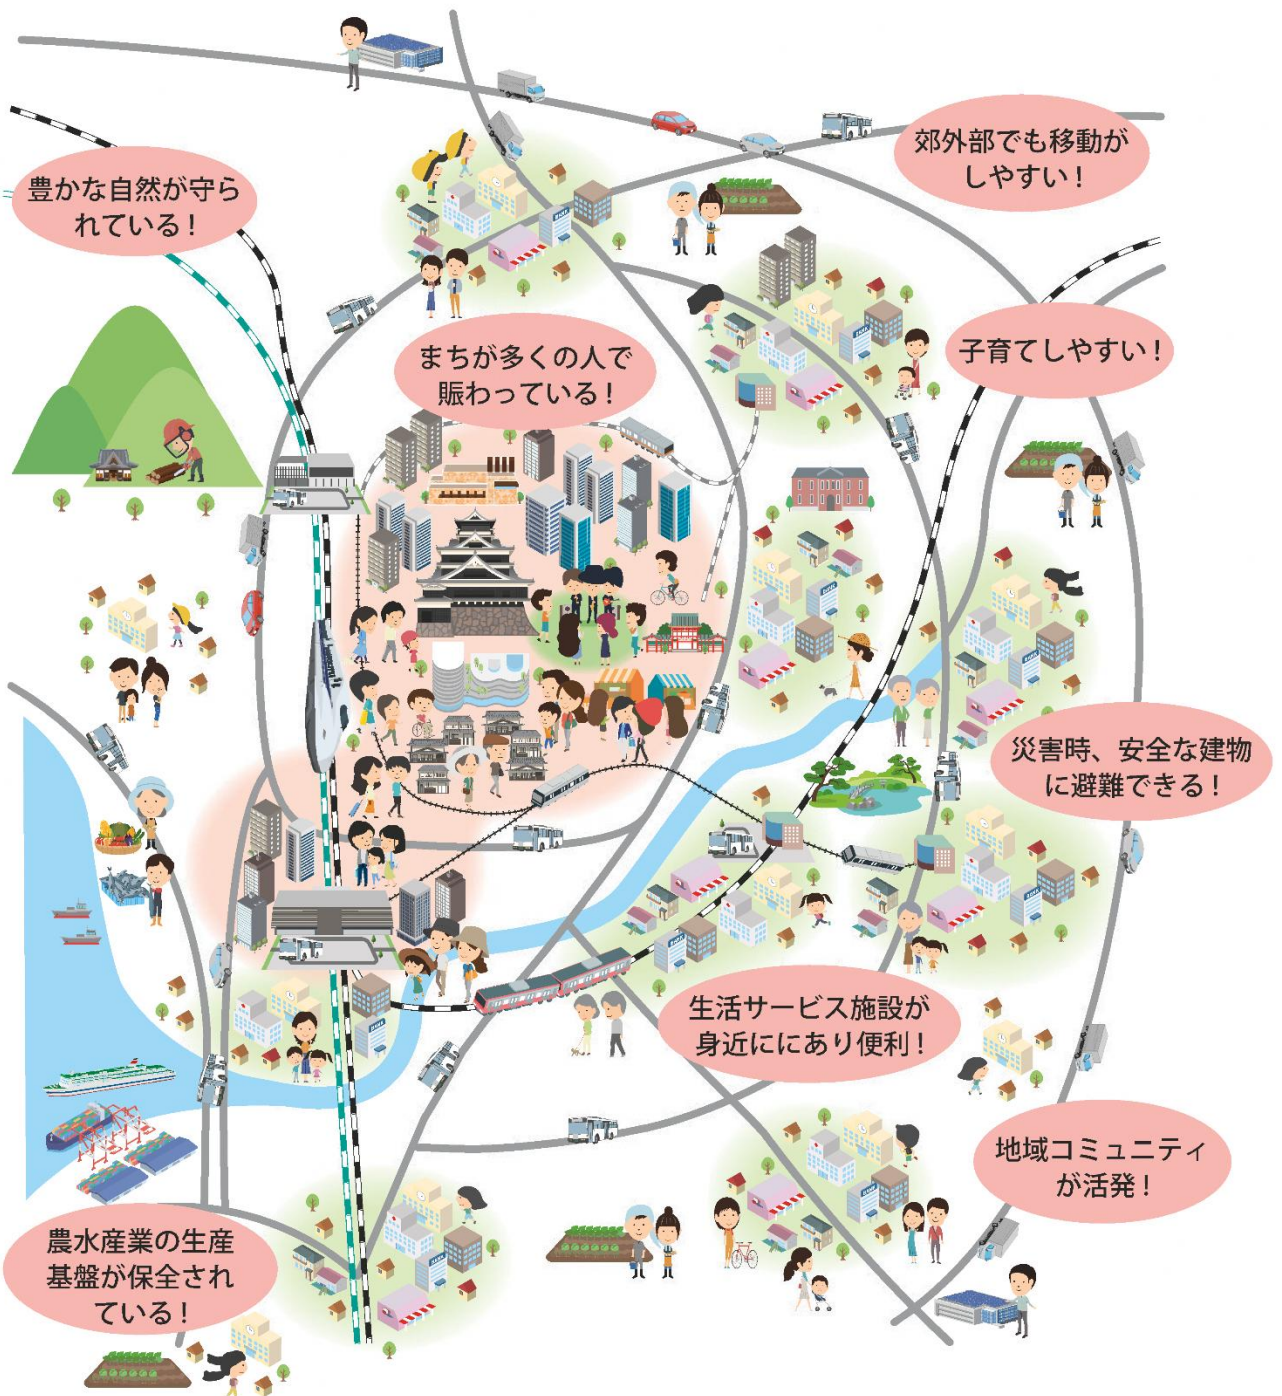 郊外部でも移動が
しやすい！
豊かな自然が守ら
れている！
まちが多くの人で
賑わっている！
子育てしやすい！
災害時、安全な建物
に避難できる！
生活サービス施設が
身近ににあり便利！
地域コミュニティ
が活発！
農水産業の生産
基盤が保全され
ている！